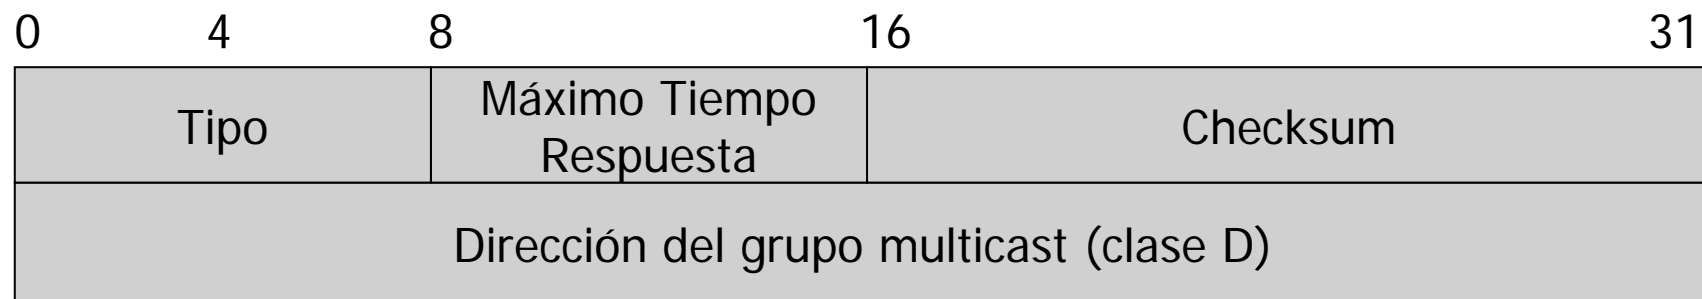 0 4 8 16 31
Tipo
Máximo Tiempo
Respuesta
Checksum
Dirección del grupo multicast (clase D)